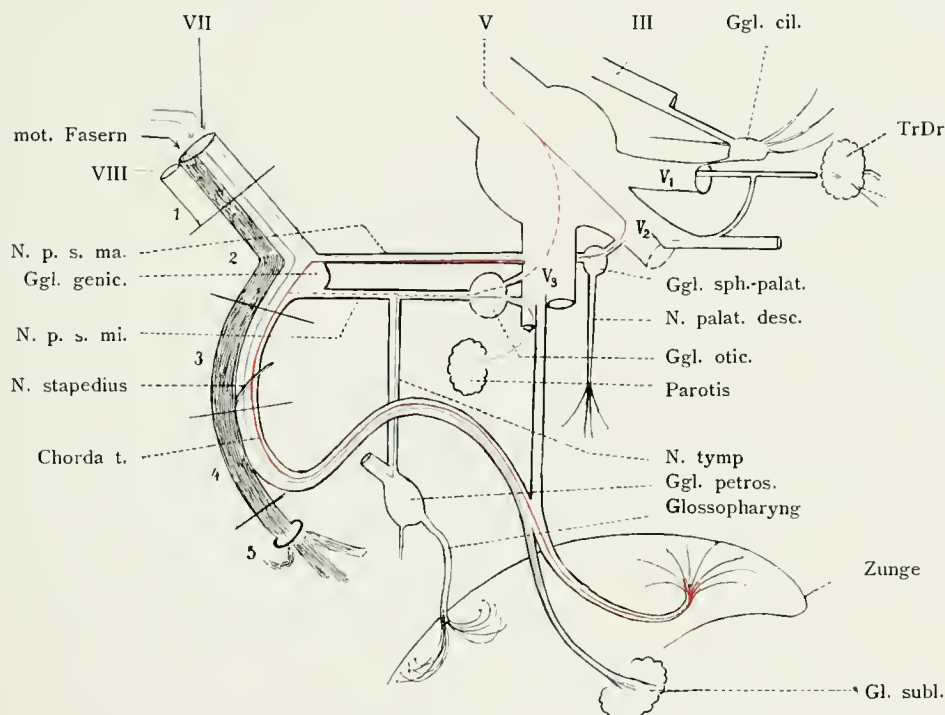 VII
V
III
Ggl. cil.
mot. Fasern
TrDr
VIII
V₁
1
V₂
N. p. s. ma.
2
Ggl. genic.
V₃
Ggl. sph.-palat.
N. p. s. mi.
N. palat. desc.
3
Ggl. otic.
N. stapedius
Parotis
Chorda t.
4
N. tymp
Ggl. petros.
Glossopharyng
5
Zunge
Gl. subl.